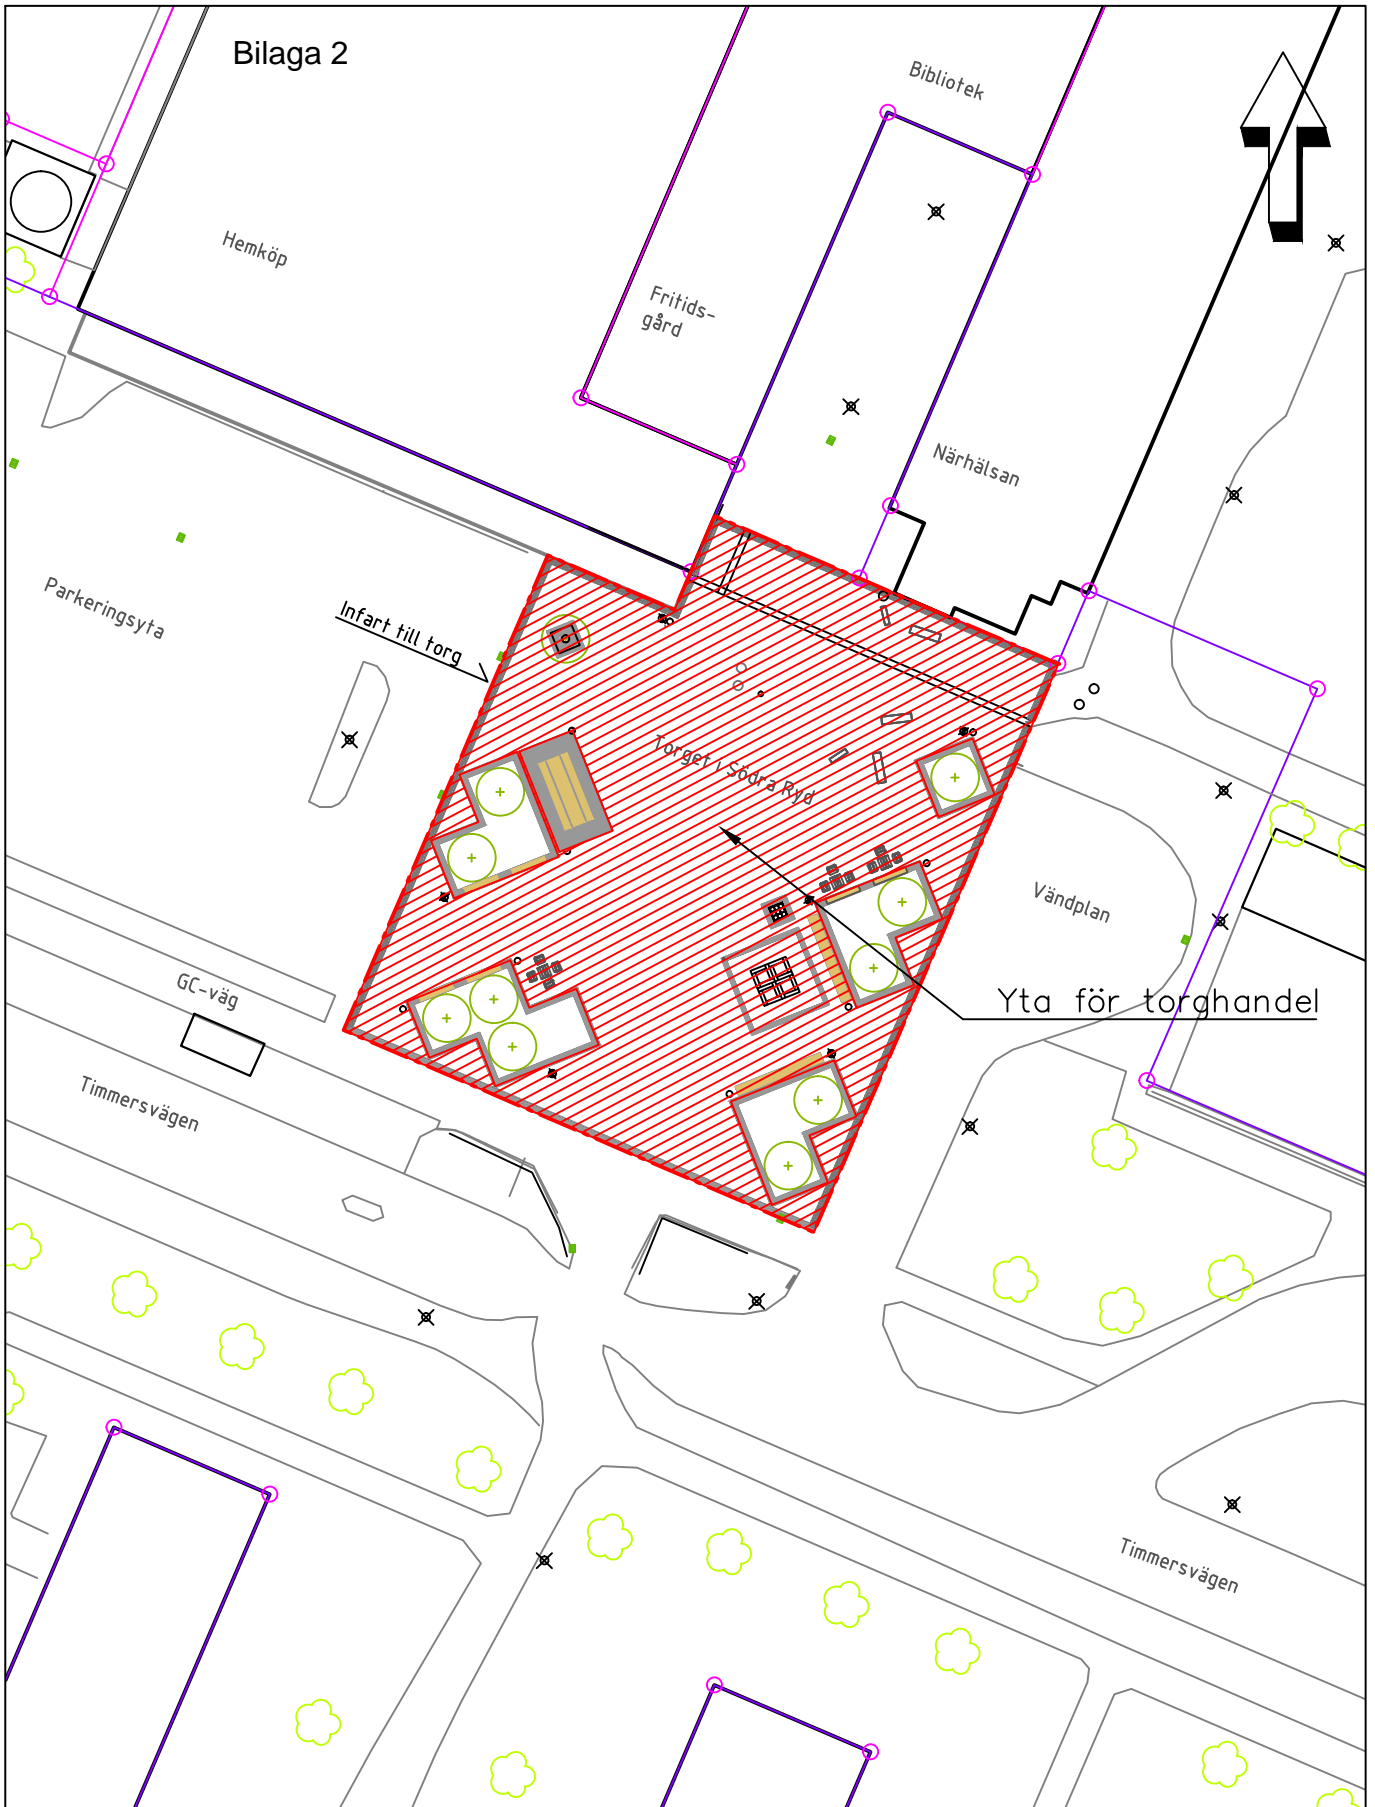 Bilaga 2
Bibliotek
Hemköp
Fritids-
gård
Närhälsan
Parkeringsyta
Infart till torg
Torget i Södra Ryd
Vändplan
GC-väg
Yta för torghandel
Timmersvägen
Timmersvägen